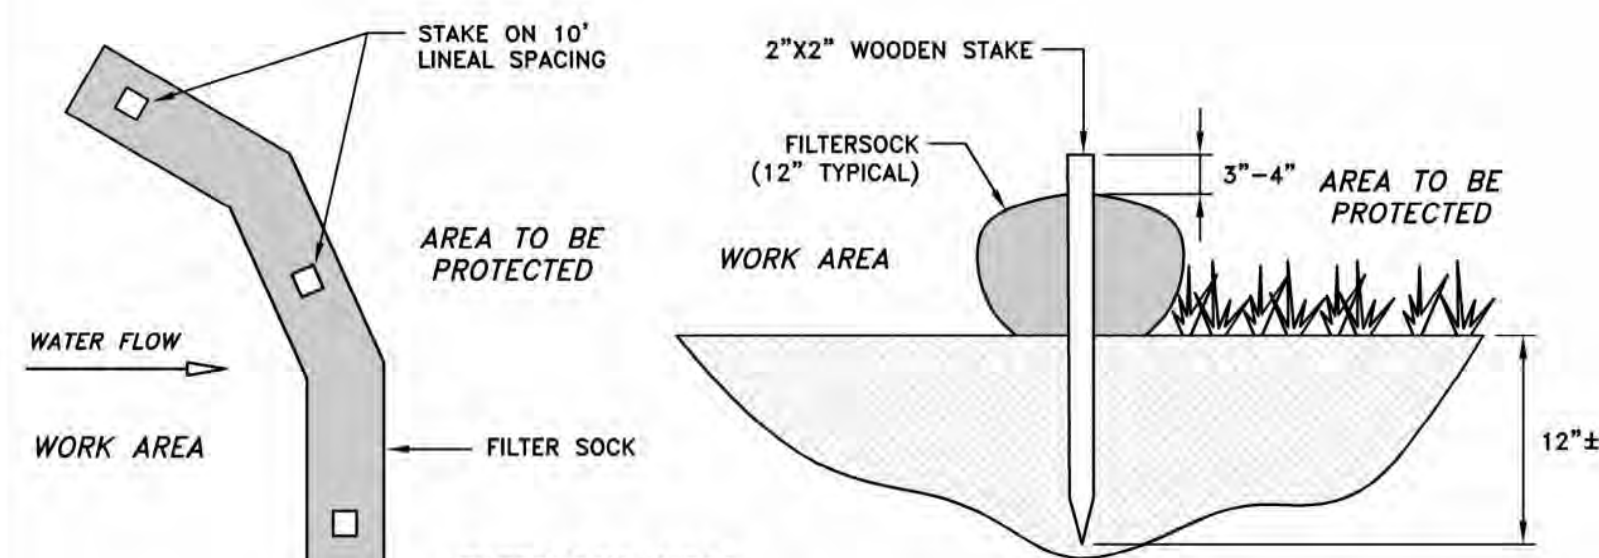 STAKE ON 10'
LINEAL SPACING
AREA TO BE
PROTECTED
WATER FLOW
WORK AREA
FILTER SOCK
2"X2" WOODEN STAKE
FILTERSOCK
(12" TYPICAL)
3"-4"
AREA TO BE
PROTECTED
WORK AREA
12"±